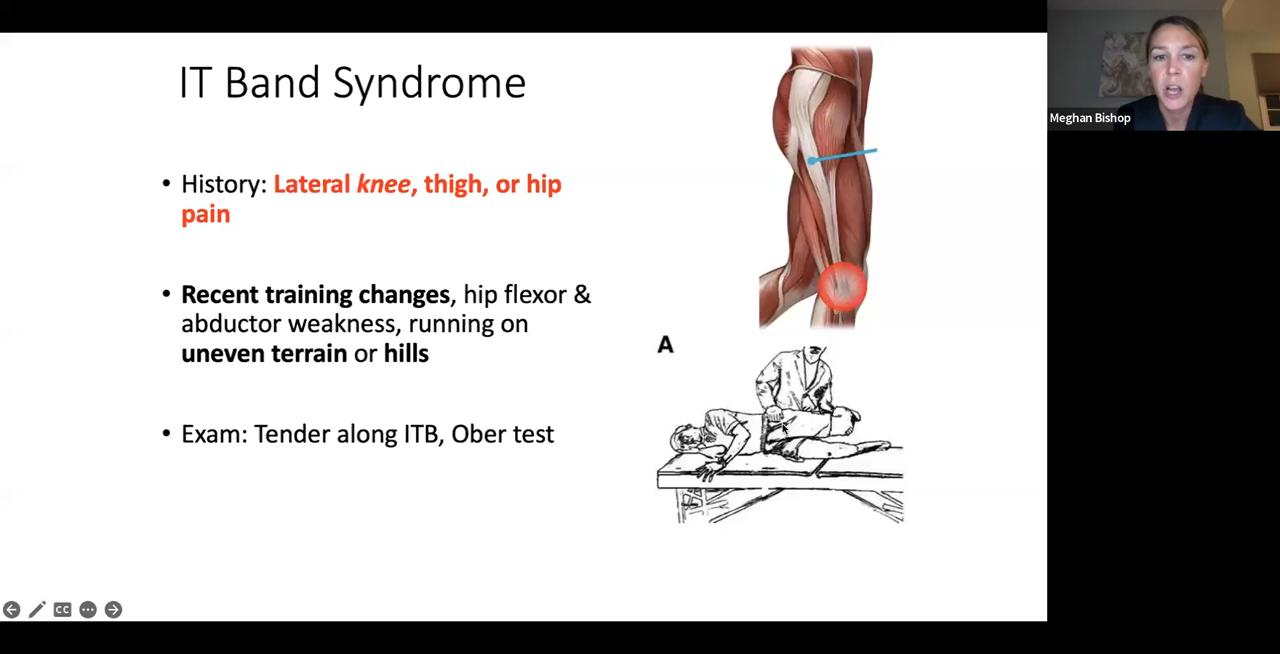 IT Band Syndrome
• History: Lateral knee, thigh, or hip
pain
• Recent training changes, hip flexor &
abductor weakness, running on
uneven terrain or hills
• Exam: Tender along ITB, Ober test
A
Meghan Bishop
CC